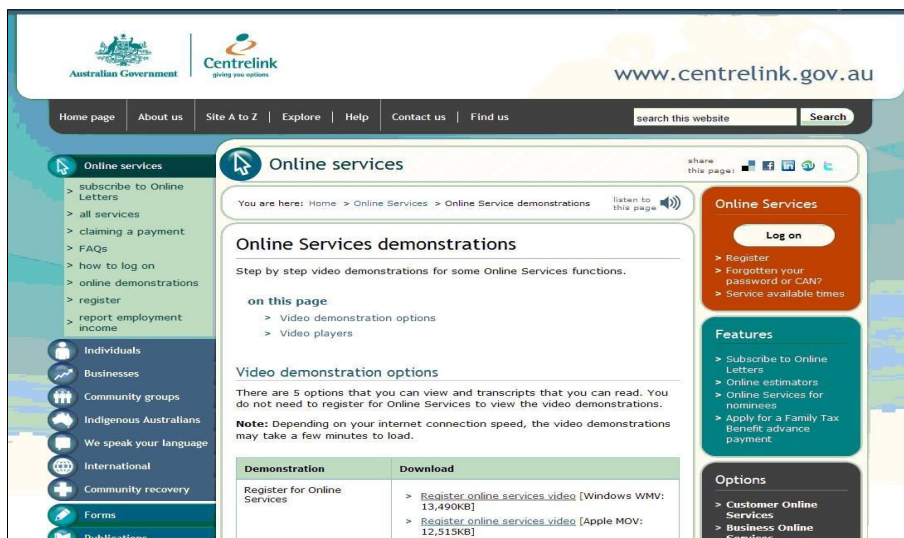 Australian Government
Centrelink
giving you options
www.centrelink.gov.au
Home page | About us | Site A to Z | Explore | Help | Contact us | Find us
search this website
Search
Online services
> subscribe to Online
Letters
> all services
> claiming a payment
> FAQs
> how to log on
> online demonstrations
> register
> report employment
income
Individuals
Businesses
Community groups
Indigenous Australians
We speak your language
International
Community recovery
Forms
Publications
Online services
share
this page:
You are here: Home > Online Services > Online Service demonstrations
listen to
this page
Online Services demonstrations
Step by step video demonstrations for some Online Services functions.
on this page
> Video demonstration options
> Video players
Video demonstration options
There are 5 options that you can view and transcripts that you can read. You
do not need to register for Online Services to view the video demonstrations.
Note: Depending on your internet connection speed, the video demonstrations
may take a few minutes to load.
Demonstration
Download
Register for Online
Services
> Register online services video [Windows WMV:
13,490KB]
> Register online services video [Apple MOV:
12,515KB]
Online Services
Log on
> Register
> Forgotten your
password or CAN?
> Service available times
Features
> Subscribe to Online
Letters
> Online estimators
> Online Services for
nominees
> Apply for a Family Tax
Benefit advance
payment
Options
> Customer Online
Services
> Business Online
Services